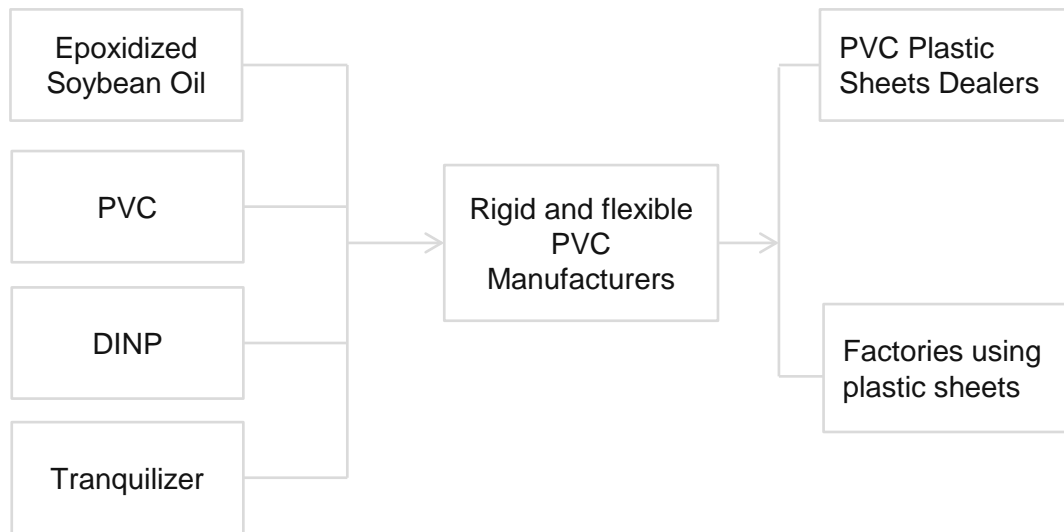 Epoxidized
Soybean Oil
PVC
DINP
Tranquilizer
Rigid and flexible
PVC
Manufacturers
PVC Plastic
Sheets Dealers
Factories using
plastic sheets